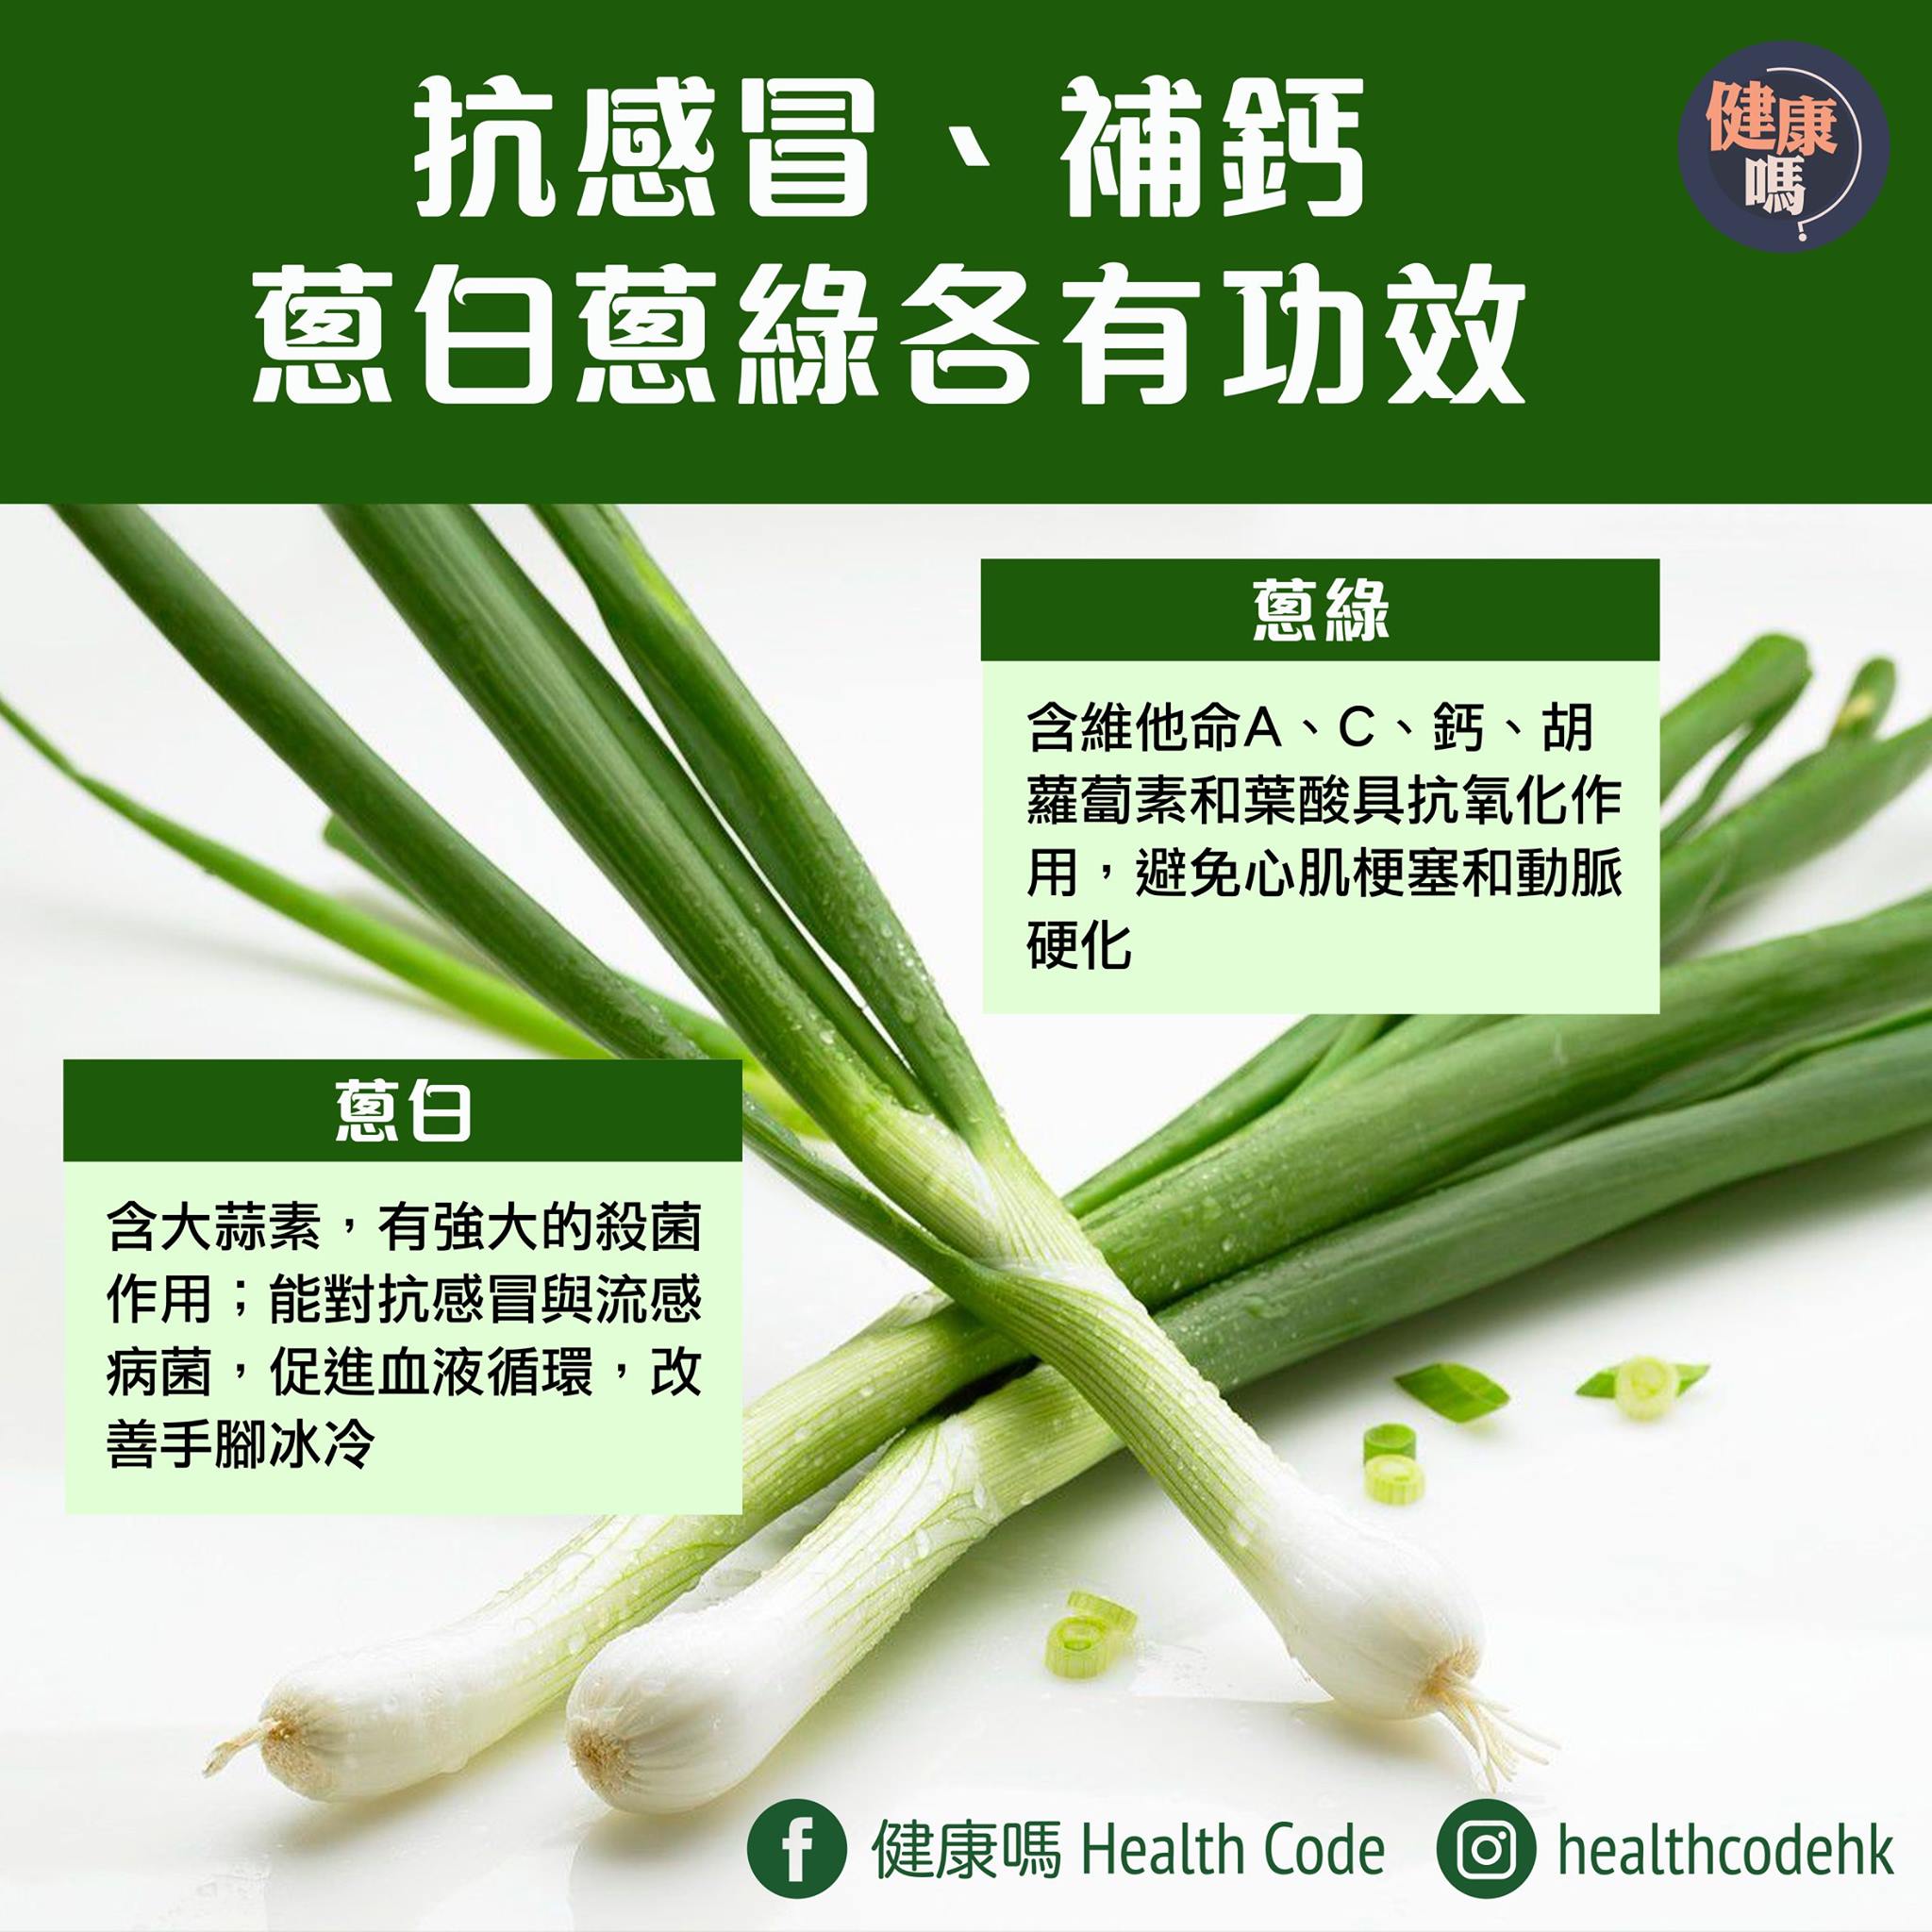 抗感冒、補鈣
蔥白蔥綠各有功效
健康
嗎?
蔥綠
含維他命A、C、鈣、胡
蘿蔔素和葉酸具抗氧化作
用，避免心肌梗塞和動脈
硬化
蔥白
含大蒜素，有強大的殺菌
作用；能對抗感冒與流感
病菌，促進血液循環，改
善手腳冰冷
健康嗎 Health Code
healthcodehk